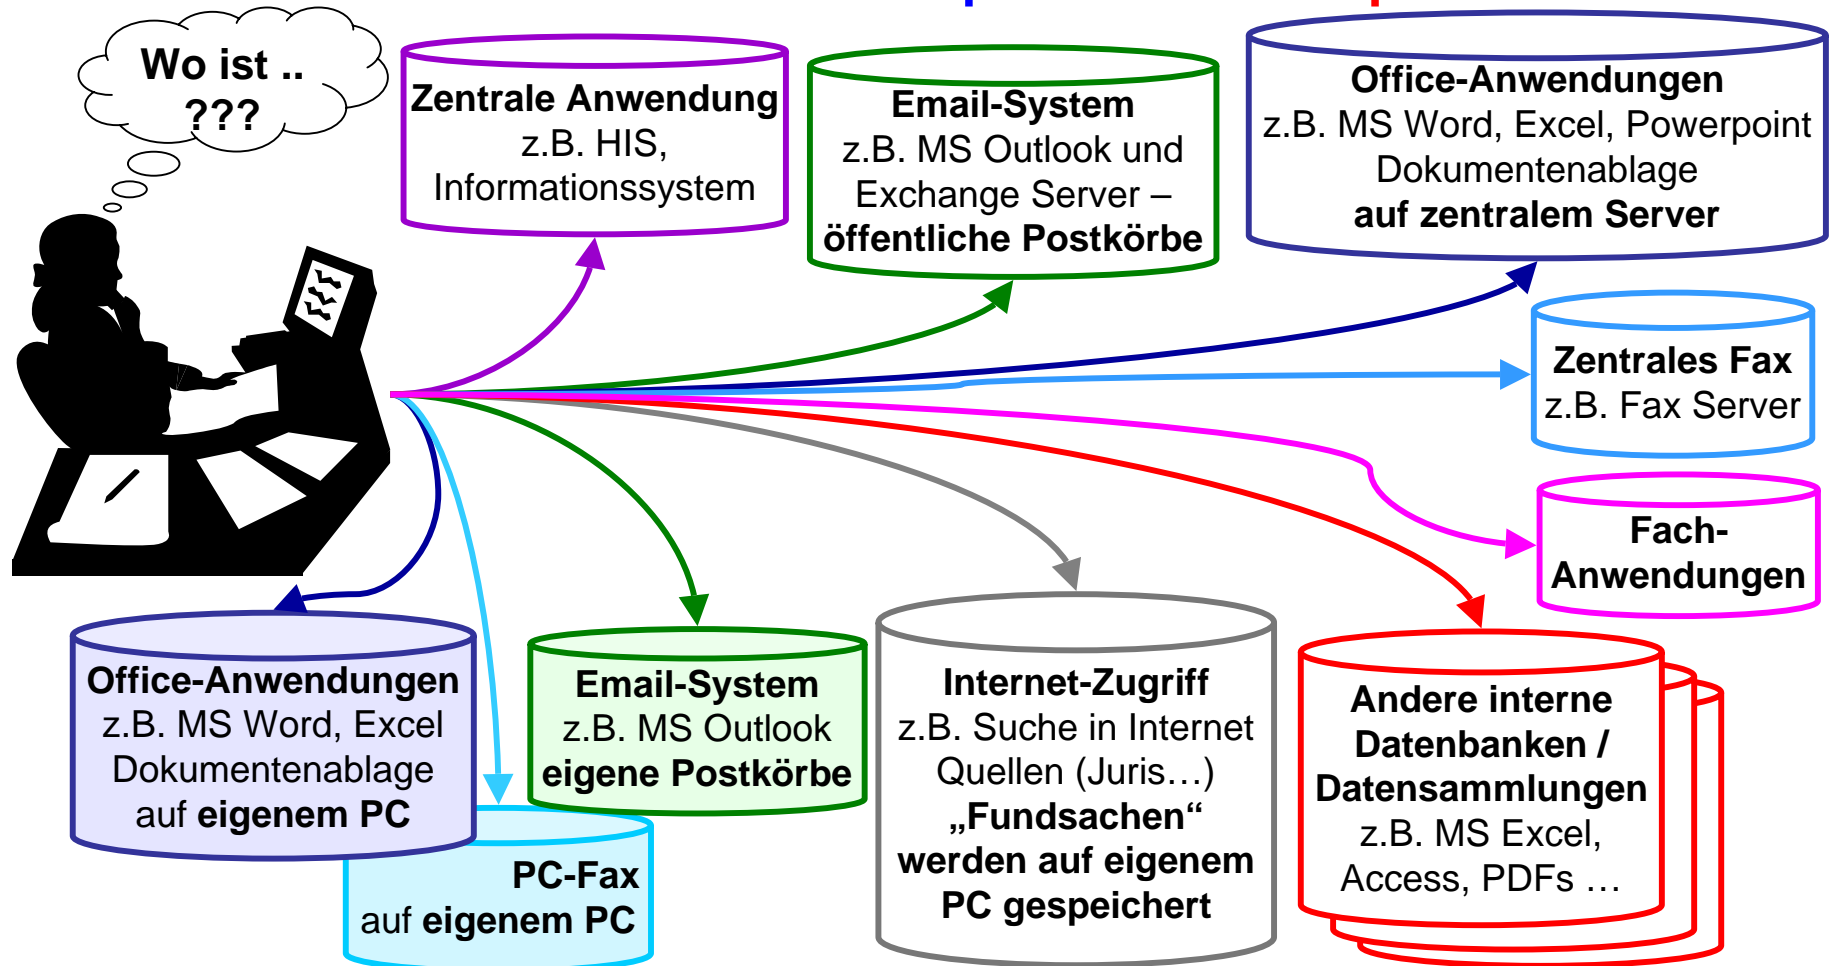 Wo ist ..
???
Zentrale Anwendung
z.B. HIS,
Informationssystem
Email-System
z.B. MS Outlook und
Exchange Server –
öffentliche Postkörbe
Office-Anwendungen
z.B. MS Word, Excel, Powerpoint
Dokumentenablage
auf zentralem Server
Zentrales Fax
z.B. Fax Server
Fach-
Anwendungen
Office-Anwendungen
z.B. MS Word, Excel
Dokumentenablage
auf eigenem PC
PC-Fax
auf eigenem PC
Email-System
z.B. MS Outlook
eigene Postkörbe
Internet-Zugriff
z.B. Suche in Internet
Quellen (Juris…)
„Fundsachen“
werden auf eigenem
PC gespeichert
Andere interne
Datenbanken /
Datensammlungen
z.B. MS Excel,
Access, PDFs …